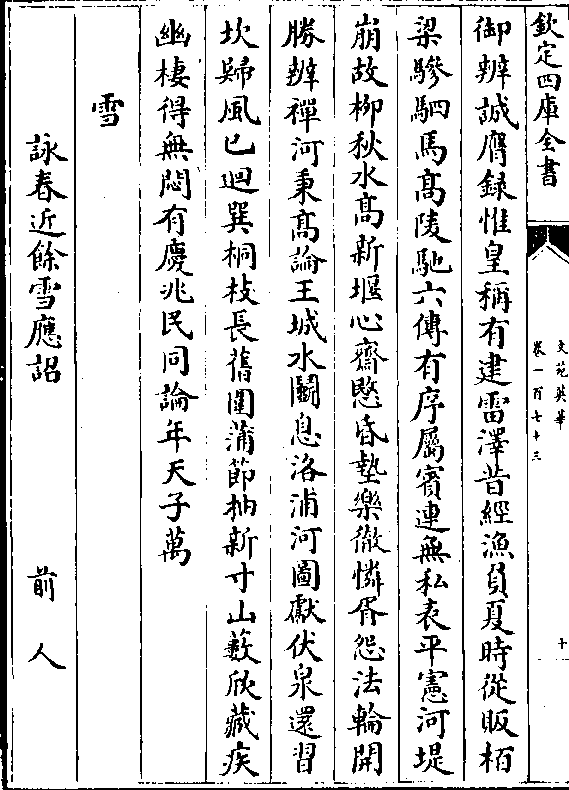 欽定四庫全書
文苑英華
卷一百七十三
十
御辨誠膺録惟皇稱有建雷澤昔經漁負夏時從販栢
梁驂駟馬髙陵馳六傳有序屬賓連無私表平憲河堤
崩故柳秋水髙新堰心齋愍昏墊樂徹憐胥怨法輪開
勝辨禪河秉髙論王城水鬬息洛浦河圖獻伏泉還習
坎歸風已廻巽桐枝長舊圍蒲節抽新寸山藪欣藏疾
幽棲得無悶有慶兆民同論年天子萬
雪
詠春近餘雪應詔
前人